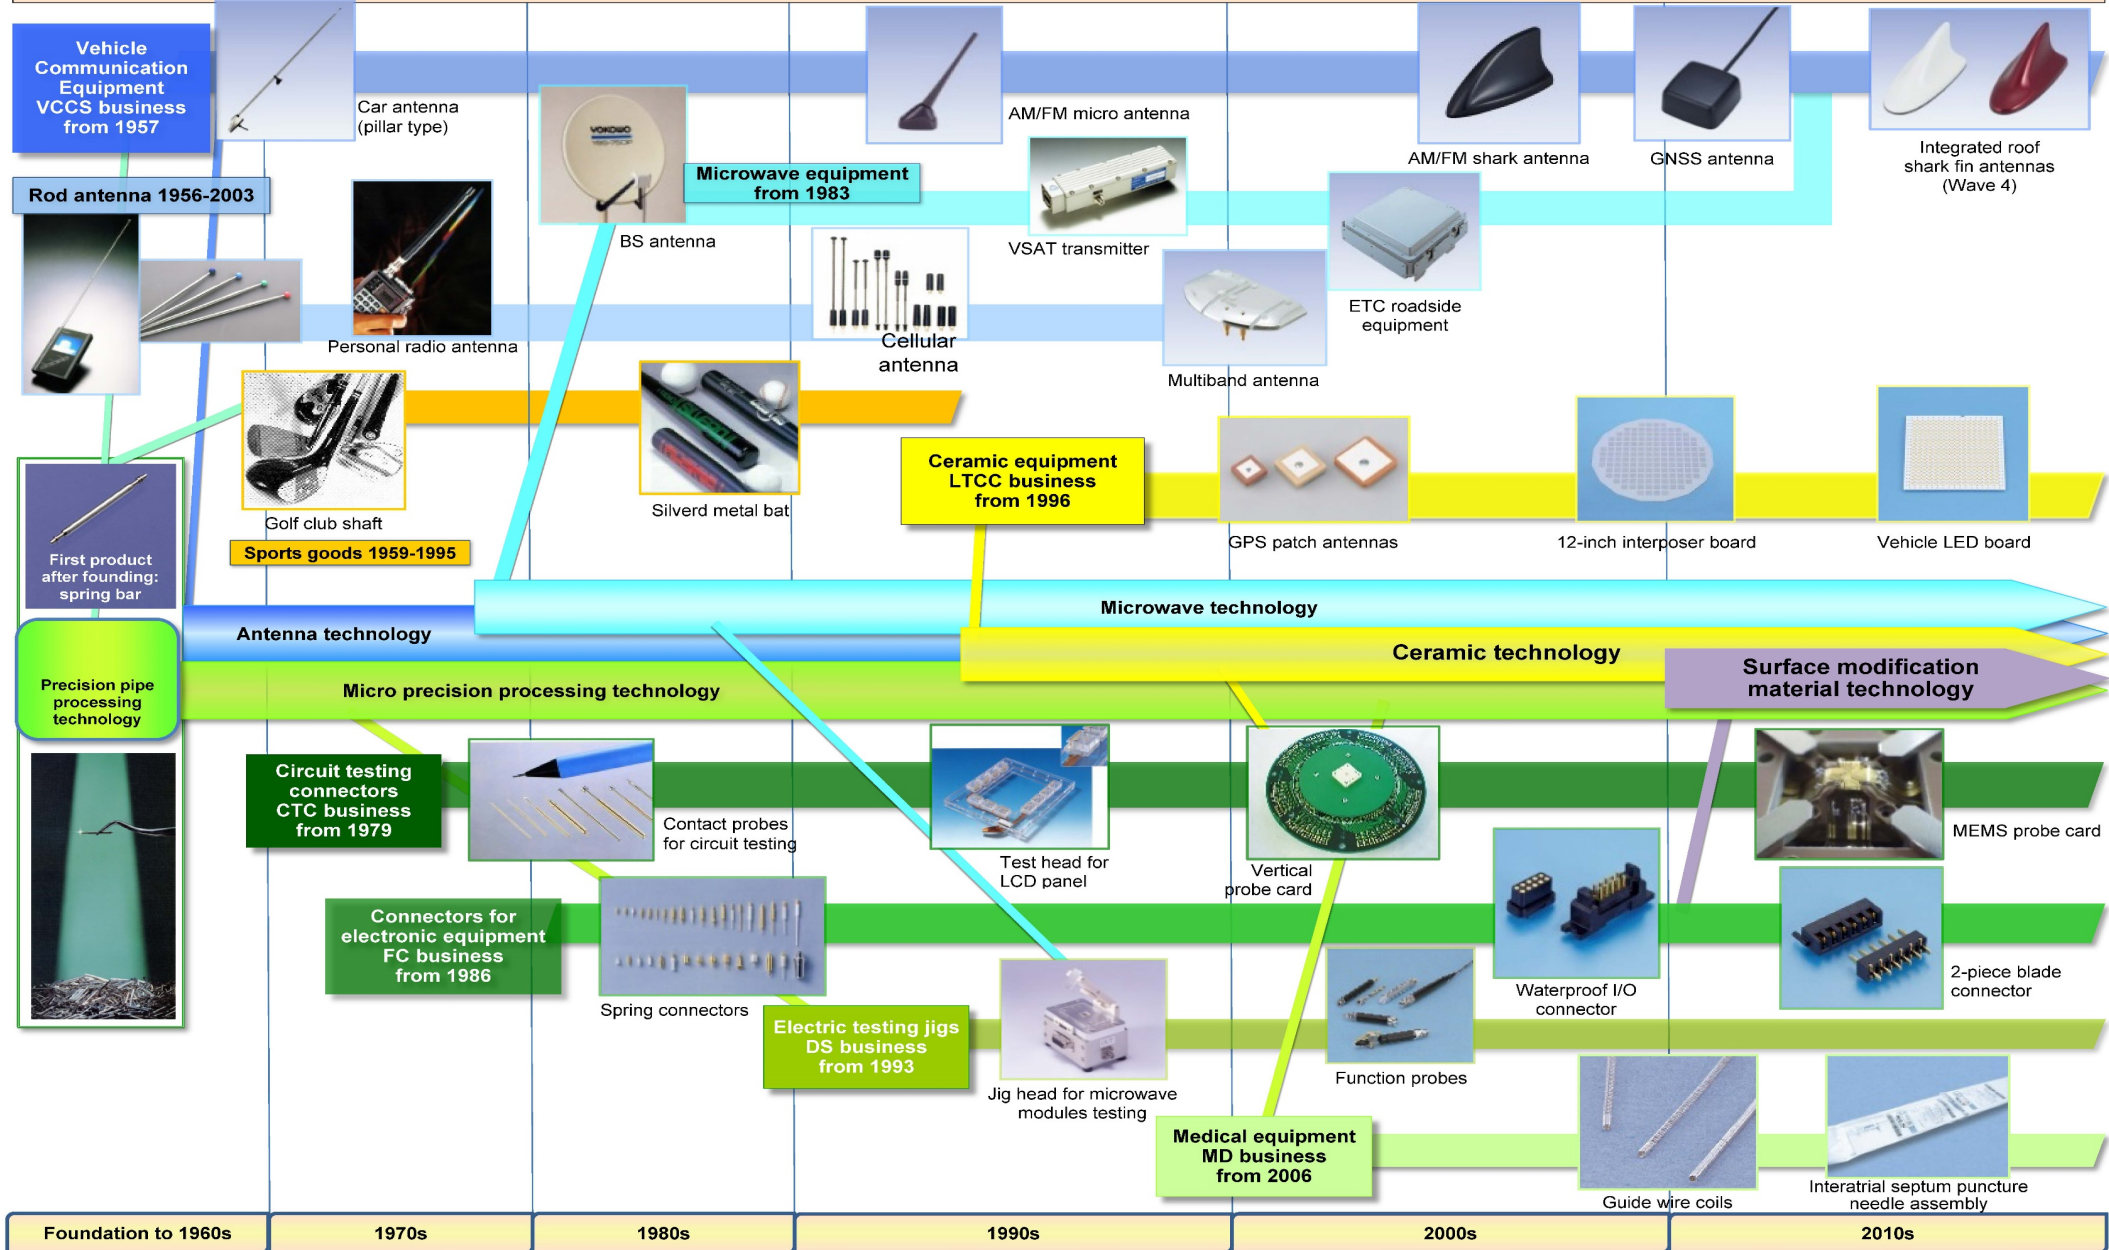 Vehicle
Communication
Equipment
VCCS business
from 1957
Car antenna
(pillar type)
AM/FM micro antenna
AM/FM shark antenna
GNSS antenna
Integrated roof
shark fin antennas
(Wave 4)
Rod antenna 1956-2003
YOKOWO
Microwave equipment
from 1983
BS antenna
VSAT transmitter
ETC roadside
equipment
Personal radio antenna
Cellular
antenna
Multiband antenna
Golf club shaft
Sports goods 1959-1995
Silverd metal bat
Ceramic equipment
LTCC business
from 1996
GPS patch antennas
12-inch interposer board
Vehicle LED board
First product
after founding:
spring bar
Microwave technology
Antenna technology
Ceramic technology
Surface modification
material technology
Precision pipe
processing
technology
Micro precision processing technology
Circuit testing
connectors
CTC business
from 1979
Contact probes
for circuit testing
Test head for
LCD panel
Vertical
probe card
MEMS probe card
Connectors for
electronic equipment
FC business
from 1986
Spring connectors
Waterproof I/O
connector
2-piece blade
connector
Electric testing jigs
DS business
from 1993
Jig head for microwave
modules testing
Function probes
Medical equipment
MD business
from 2006
Guide wire coils
Interatrial septum puncture
needle assembly
Foundation to 1960s
1970s
1980s
1990s
2000s
2010s